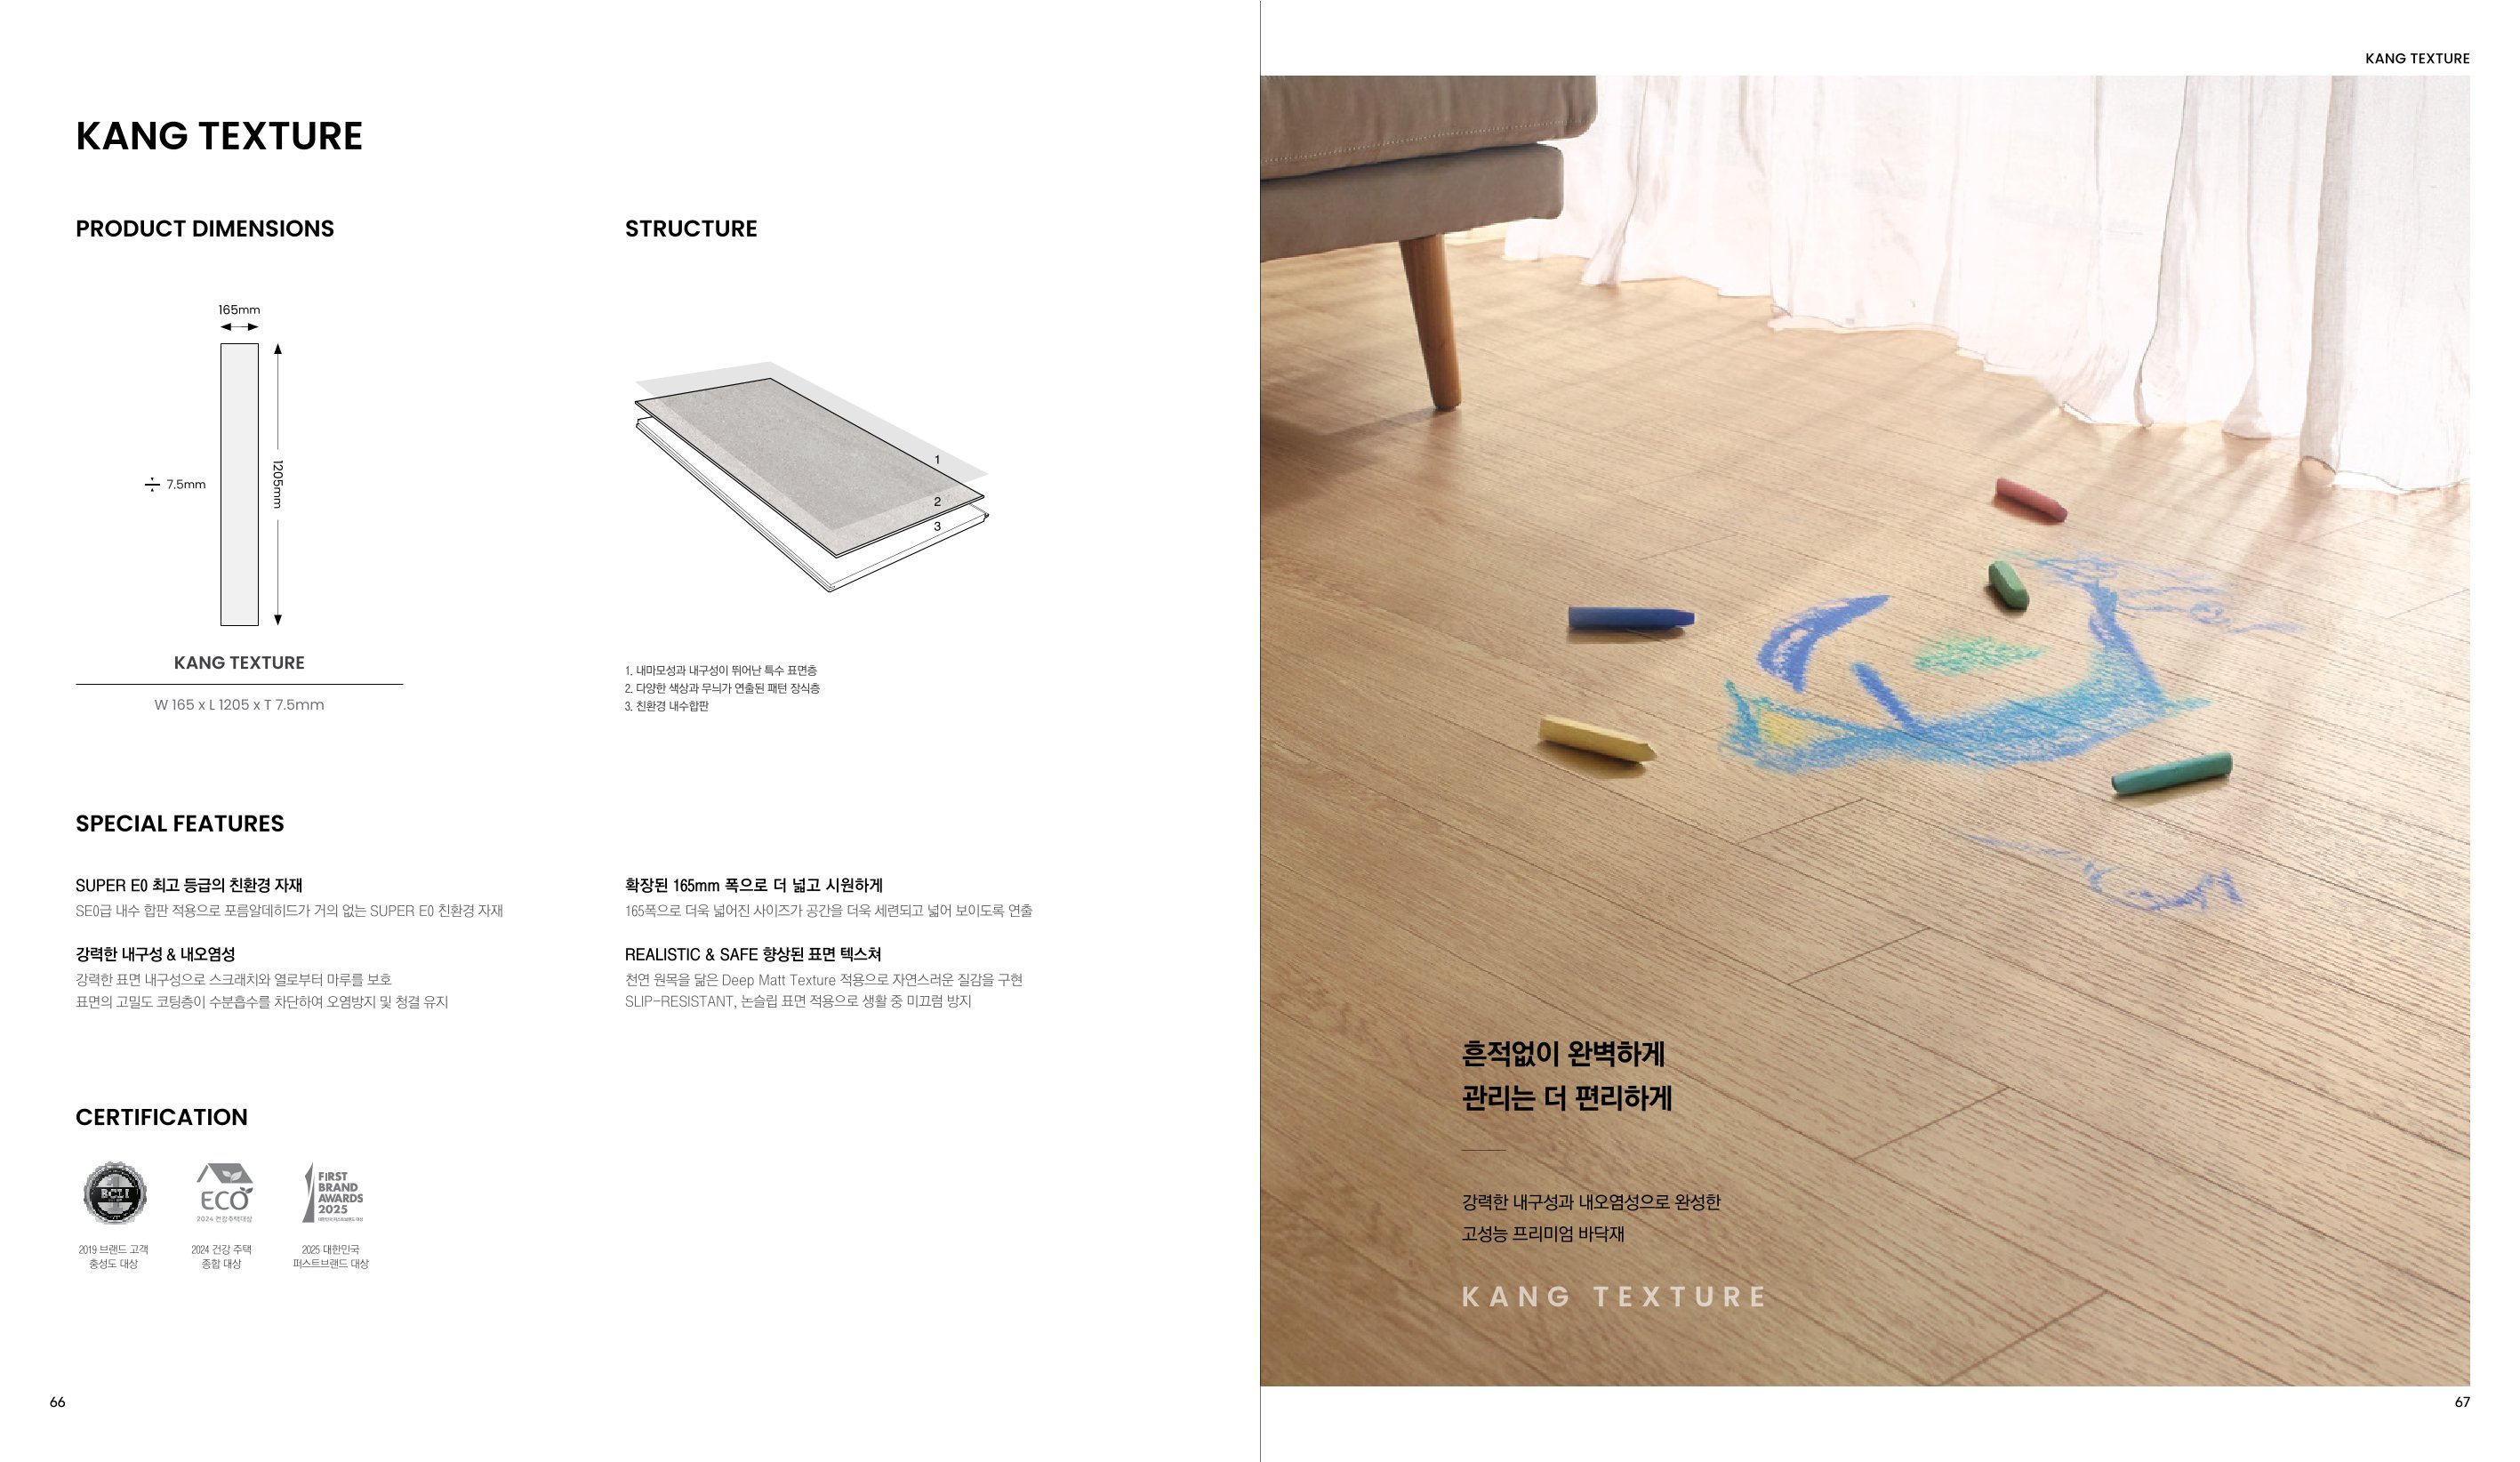 KANG TEXTURE
KANG TEXTURE
PRODUCT DIMENSIONS
165mm
7.5mm
1205mm
KANG TEXTURE
W 165 x L 1205 x T 7.5mm
STRUCTURE
1
2
3
1. 내마모성과 내구성이 뛰어난 특수 표면층
2. 다양한 색상과 무늬가 연출된 패턴 장식층
3. 친환경 내수합판
SPECIAL FEATURES
SUPER E0 최고 등급의 친환경 자재
SE0급 내수 합판 적용으로 포름알데히드가 거의 없는 SUPER E0 친환경 자재
강력한 내구성 & 내오염성
강력한 표면 내구성으로 스크래치와 열로부터 마루를 보호
표면의 고밀도 코팅층이 수분흡수를 차단하여 오염방지 및 청결 유지
확장된 165mm 폭으로 더 넓고 시원하게
165폭으로 더욱 넓어진 사이즈가 공간을 더욱 세련되고 넓어 보이도록 연출
REALISTIC & SAFE 향상된 표면 텍스쳐
천연 원목을 닮은 Deep Matt Texture 적용으로 자연스러운 질감을 구현
SLIP-RESISTANT, 논슬립 표면 적용으로 생활 중 미끄럼 방지
CERTIFICATION
BCLI
ECO
2024 건강주택대상
FIRST
BRAND
AWARDS
2025
2019 브랜드 고객
충성도 대상
2024 건강 주택
종합 대상
2025 대한민국
퍼스트브랜드 대상
66
흔적없이 완벽하게
관리는 더 편리하게
강력한 내구성과 내오염성으로 완성한
고성능 프리미엄 바닥재
KANG TEXTURE
67